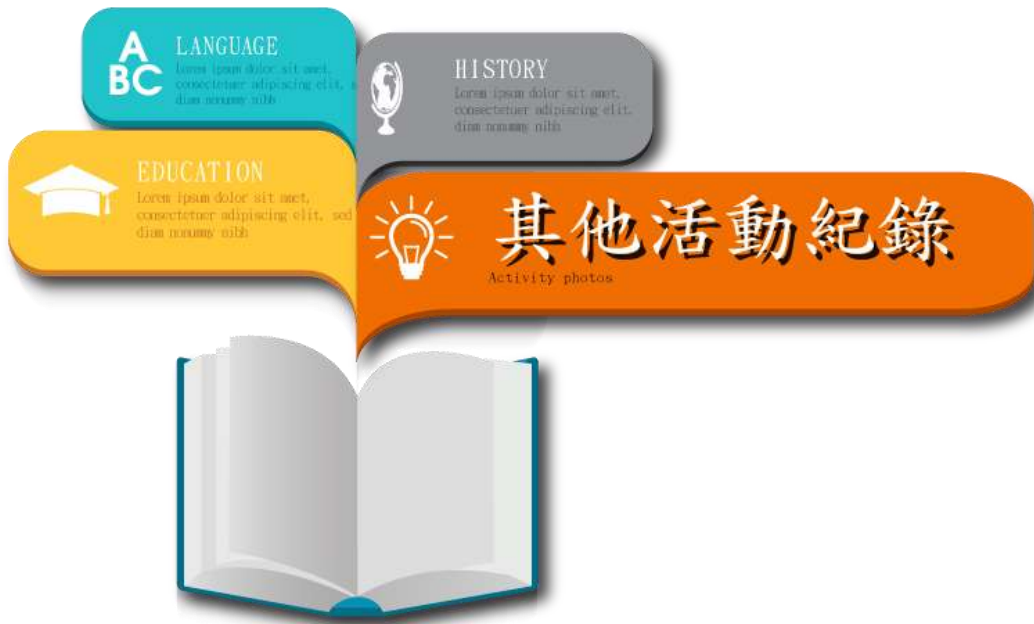 A
BC
LANGUAGE
Lorem ipsum dolor sit amet,
consectetuer adipiscing elit, s
diam nonummy nibh
HISTORY
Lorem ipsum dolor sit amet,
consectetuer adipiscing elit.
diam nonummy nibh
EDUCATION
Lorem ipsum dolor sit amet,
consectetuer adipiscing elit, sed
diam nonummy nibh
其他活動紀錄
Activity photos